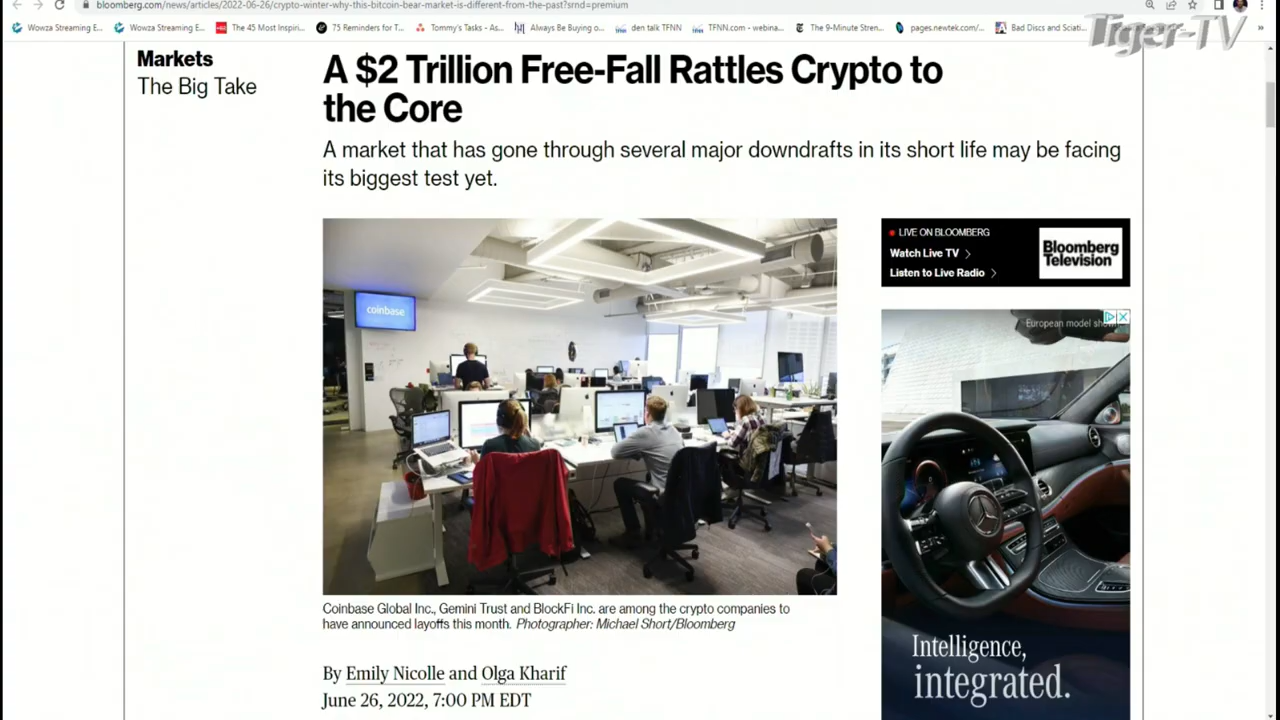 bloomberg.com/news/articles/2022-06-26/crypto-winter-why-this-bitcoin-bear-market-is-different-from-the-past?srnd=premium
Wowza Streaming E... Wowza Streaming E... The 45 Most Inspiri... 75 Reminders for T... Tommy's Tasks - As... Always Be Buying o... den talk TFNN TFNN.com - webina... The 9-Minute Stren... pages.newtek.com/... Bad Discs and Sciati...
Tiger-TV
Markets
The Big Take
A $2 Trillion Free-Fall Rattles Crypto to
the Core
A market that has gone through several major downdrafts in its short life may be facing
its biggest test yet.
coinbase
LIVE ON BLOOMBERG
Watch Live TV
Listen to Live Radio
Bloomberg
Television
European model
Intelligence,
integrated.
Coinbase Global Inc., Gemini Trust and BlockFi Inc. are among the crypto companies to
have announced layoffs this month. Photographer: Michael Short/Bloomberg
By Emily Nicolle and Olga Kharif
June 26, 2022, 7:00 PM EDT